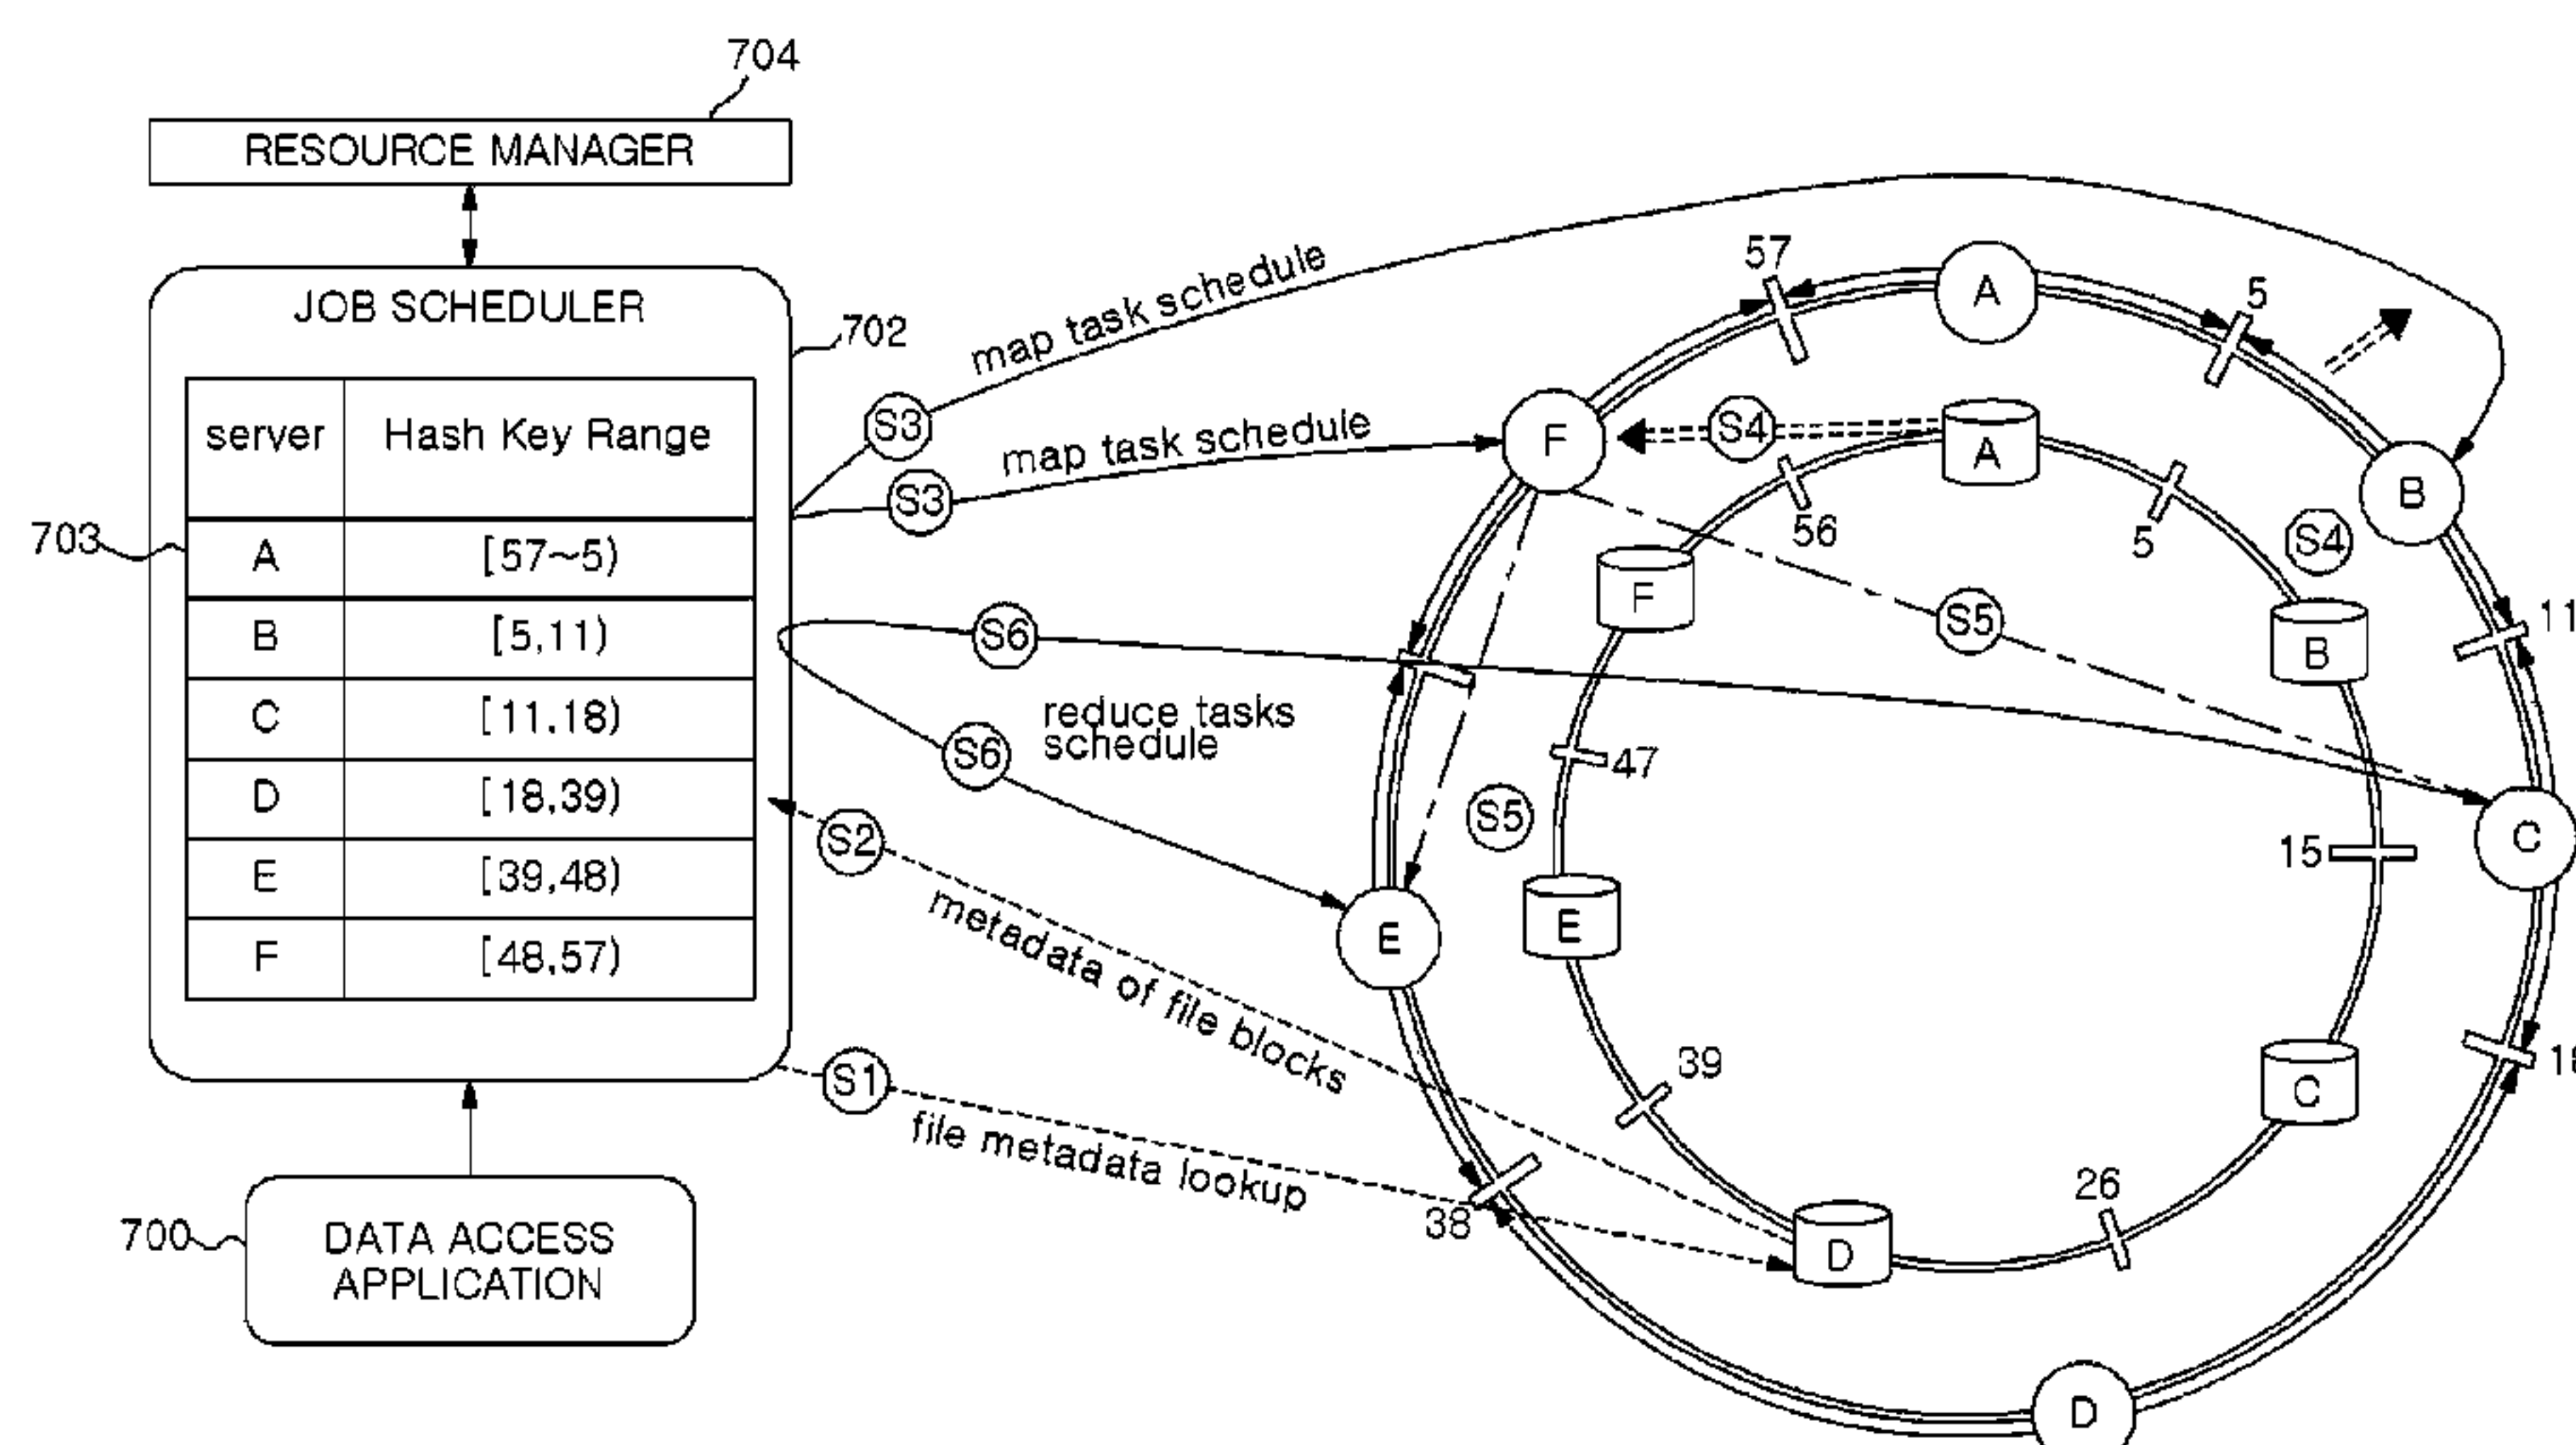 704
RESOURCE MANAGER
JOB SCHEDULER
702
server
Hash Key Range
703
A
[57~5)
B
[5,11)
C
[11,18)
D
[18,39)
E
[39,48)
F
[48,57)
700
DATA ACCESS
APPLICATION
S3
map task schedule
S3
map task schedule
S6
reduce tasks
schedule
S6
S2
metadata of file blocks
S1
file metadata lookup
57
A
5
F
S4
A
B
56
5
S4
F
S5
11
B
47
S5
15
C
E
E
39
C
38
26
D
D